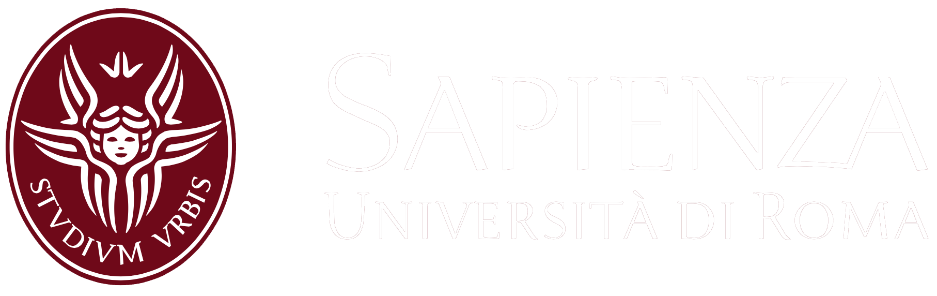 STVDIVM VRBIS
SAPIENZA
UNIVERSITÀ DI ROMA